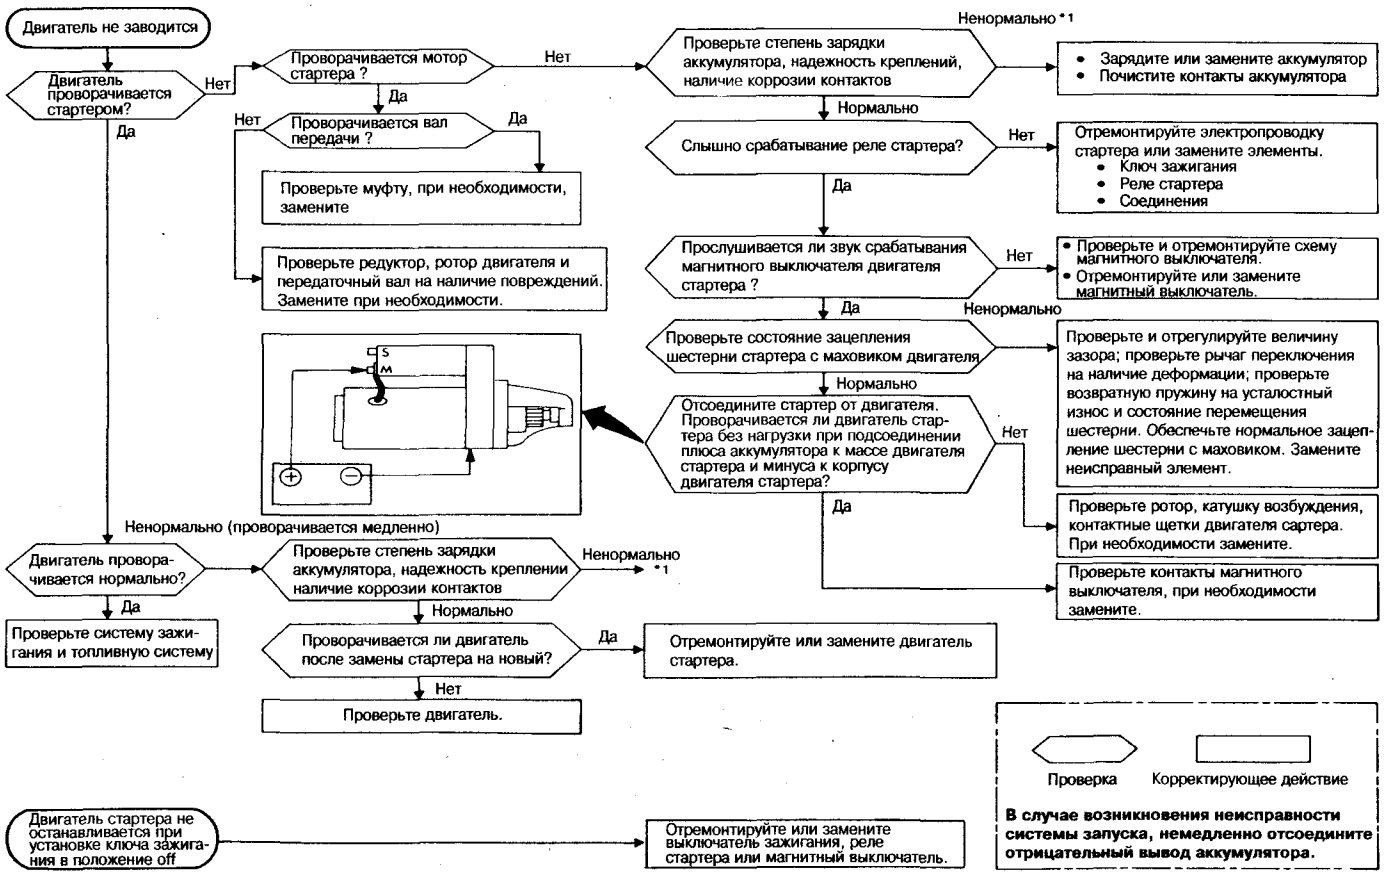 Двигатель не заводится
Двигатель
проворачивается
стартером?
Нет
Да
Проворачивается мотор
стартера ?
Нет
Да
Проворачивается вал
передачи ?
Нет
Да
Проверьте муфту, при необходимости,
замените
Проверьте редуктор, ротор двигателя и
передаточный вал на наличие повреждений.
Замените при необходимости.
Ненормально *1
Проверьте степень зарядки
аккумулятора, надежность креплений,
наличие коррозии контактов
• Зарядите или замените аккумулятор
• Почистите контакты аккумулятора
Нормально
Слышно срабатывание реле стартера?
Нет
Отремонтируйте электропроводку
стартера или замените элементы.
• Ключ зажигания
• Реле стартера
• Соединения
Да
Прослушивается ли звук срабатывания
магнитного выключателя двигателя
стартера ?
Нет
• Проверьте и отремонтируйте схему
магнитного выключателя.
• Отремонтируйте или замените
магнитный выключатель.
Да
Ненормально
Проверьте состояние зацепления
шестерни стартера с маховиком двигателя
Проверьте и отрегулируйте величину
зазора; проверьте рычаг переключения
на наличие деформации; проверьте
возвратную пружину на усталостный
износ и состояние перемещения
шестерни. Обеспечьте нормальное зацеп-
ление шестерни с маховиком. Замените
неисправный элемент.
Нормально
Отсоедините стартер от двигателя.
Проворачивается ли двигатель стар-
тера без нагрузки при подсоединении
плюса аккумулятора к массе двигателя
стартера и минуса к корпусу
двигателя стартера?
Нет
Да
Проверьте ротор, катушку возбуждения,
контактные щетки двигателя сартера.
При необходимости замените.
Проверьте контакты магнитного
выключателя, при необходимости
замените.
S
M
+
−
Ненормально (проворачивается медленно)
Двигатель провора-
чивается нормально?
Да
Проверьте систему зажи-
гания и топливную систему
Проверьте степень зарядки
аккумулятора, надежность креплении
наличие коррозии контактов
Ненормально
*1
Нормально
Проворачивается ли двигатель
после замены стартера на новый?
Да
Отремонтируйте или замените двигатель
стартера.
Нет
Проверьте двигатель.
Проверка
Корректирующее действие
В случае возникновения неисправности
системы запуска, немедленно отсоедините
отрицательный вывод аккумулятора.
Двигатель стартера не
останавливается при
установке ключа зажига-
ния в положение off
Отремонтируйте или замените
выключатель зажигания, реле
стартера или магнитный выключатель.